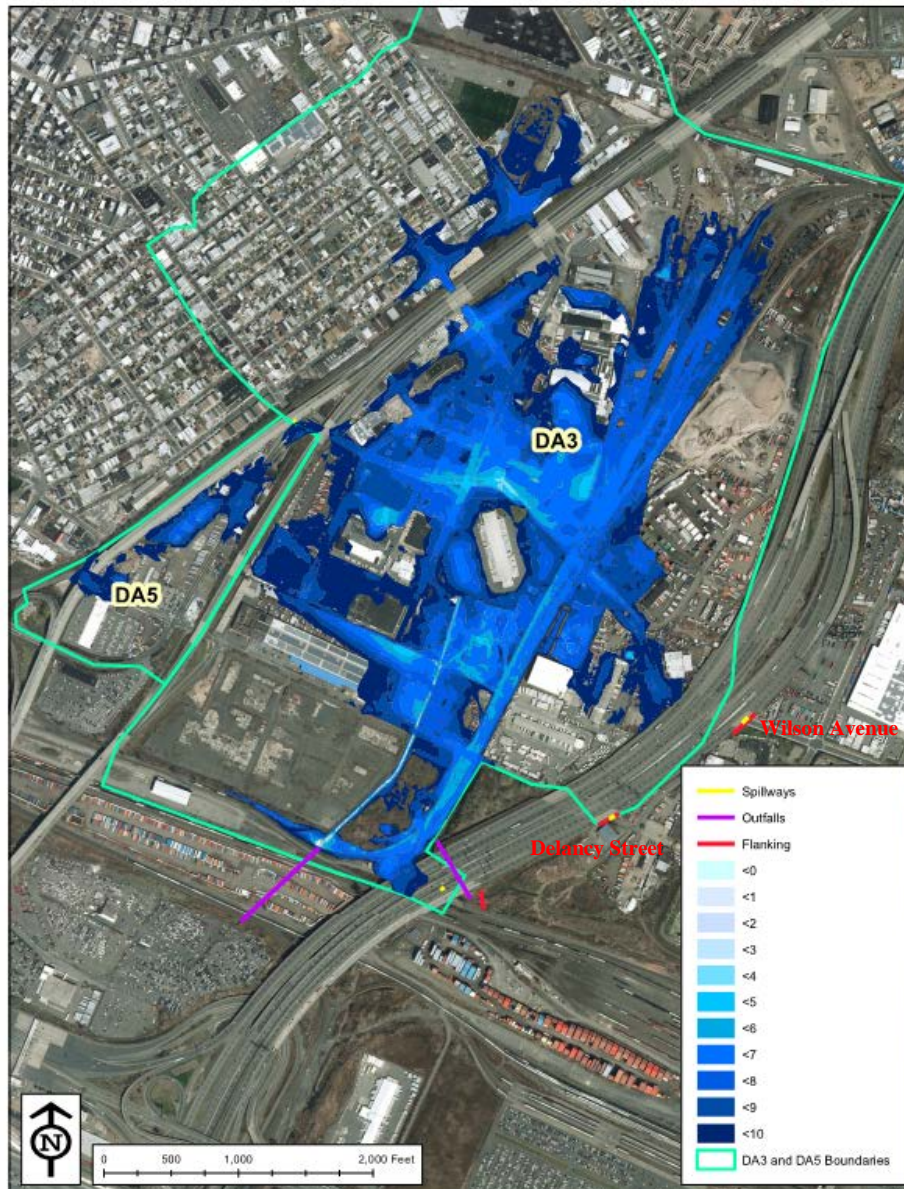 DA3
DA5
Wilson Avenue
Delancy Street
Spillways
Outfalls
Flanking
<0
<1
<2
<3
<4
<5
<6
<7
<8
<9
<10
DA3 and DA5 Boundaries
N
0 500 1,000 2,000 Feet